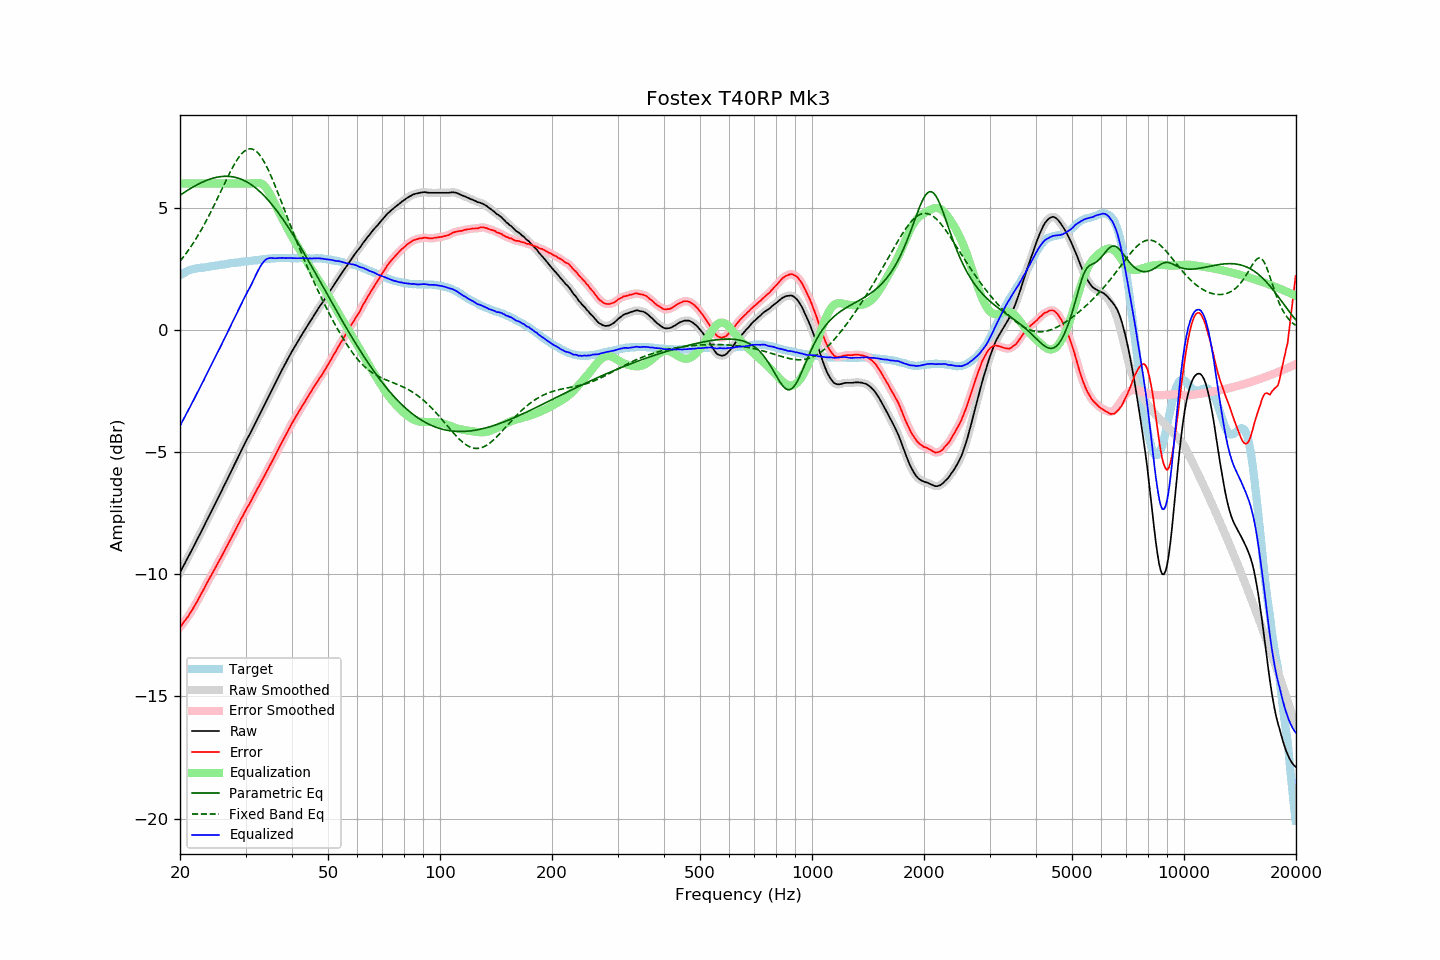 Fostex T40RP Mk3
Amplitude (dBr)
5
0
−5
−10
−15
−20
Target
Raw Smoothed
Error Smoothed
Raw
Error
Equalization
Parametric Eq
Fixed Band Eq
Equalized
20 50 100 200 500 1000 2000 5000 10000 20000
Frequency (Hz)